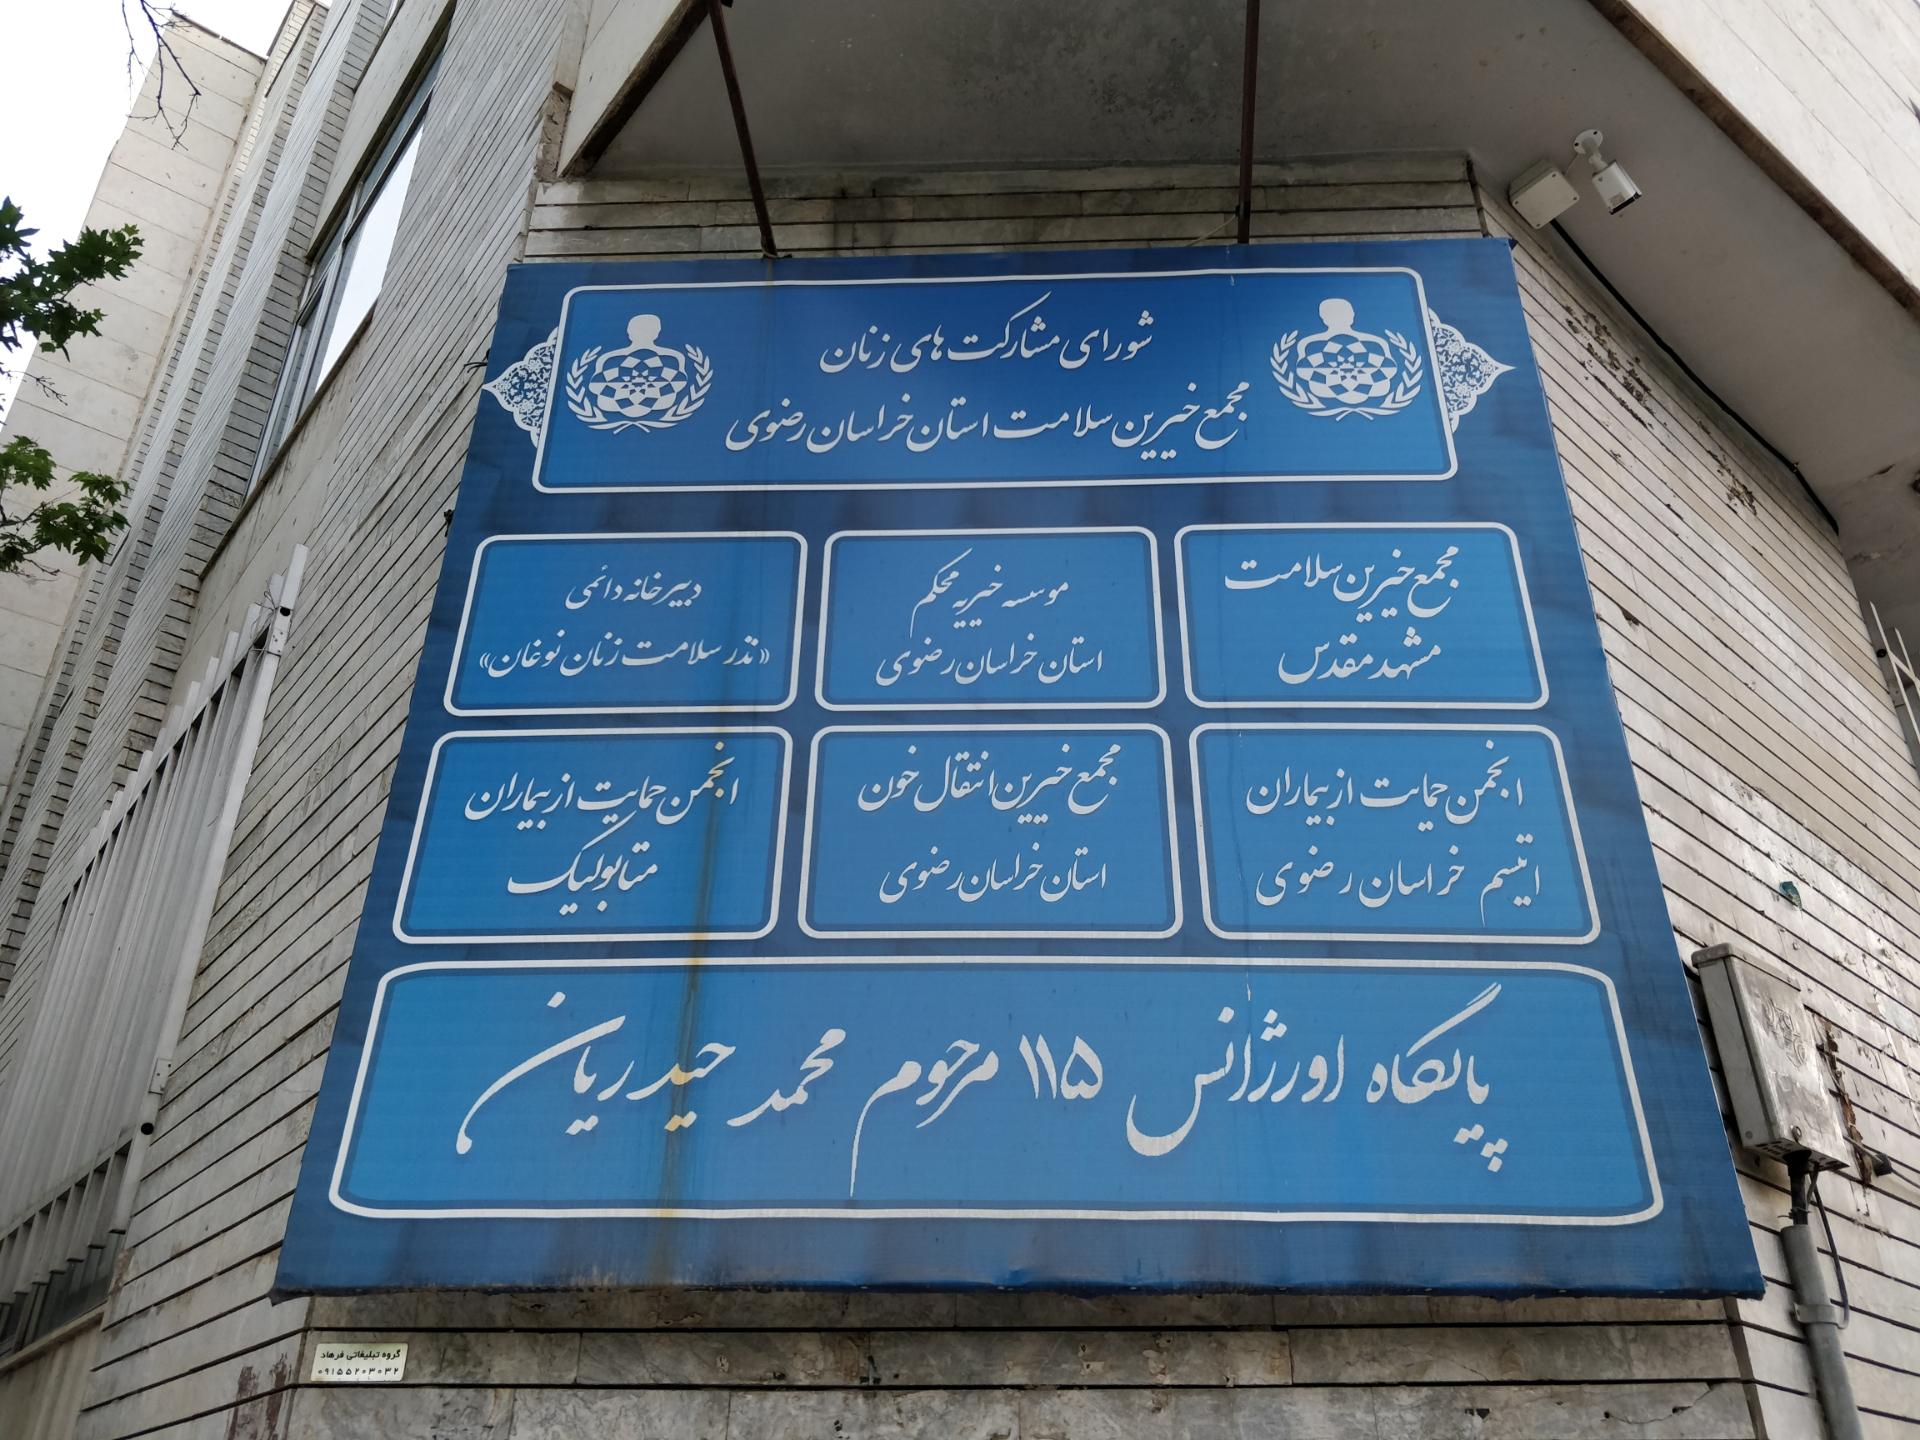 شورای مشارکت های زنان
مجمع خیرین سلامت استان خراسان رضوی
مجمع خیرین سلامت
مشهد مقدس
موسسه خیریه محکم
استان خراسان رضوی
دبیرخانه دائمی
«نذر سلامت زنان نوغان»
انجمن حمایت از بیماران
اتیسم خراسان رضوی
مجمع خیرین انتقال خون
استان خراسان رضوی
انجمن حمایت از بیماران
متابولیک
پایگاه اورژانس ۱۱۵ مرحوم محمد حیدریان
گروه تبلیغاتی فرهاد
۰۹۱۵۵۲۰۳۰۳۲